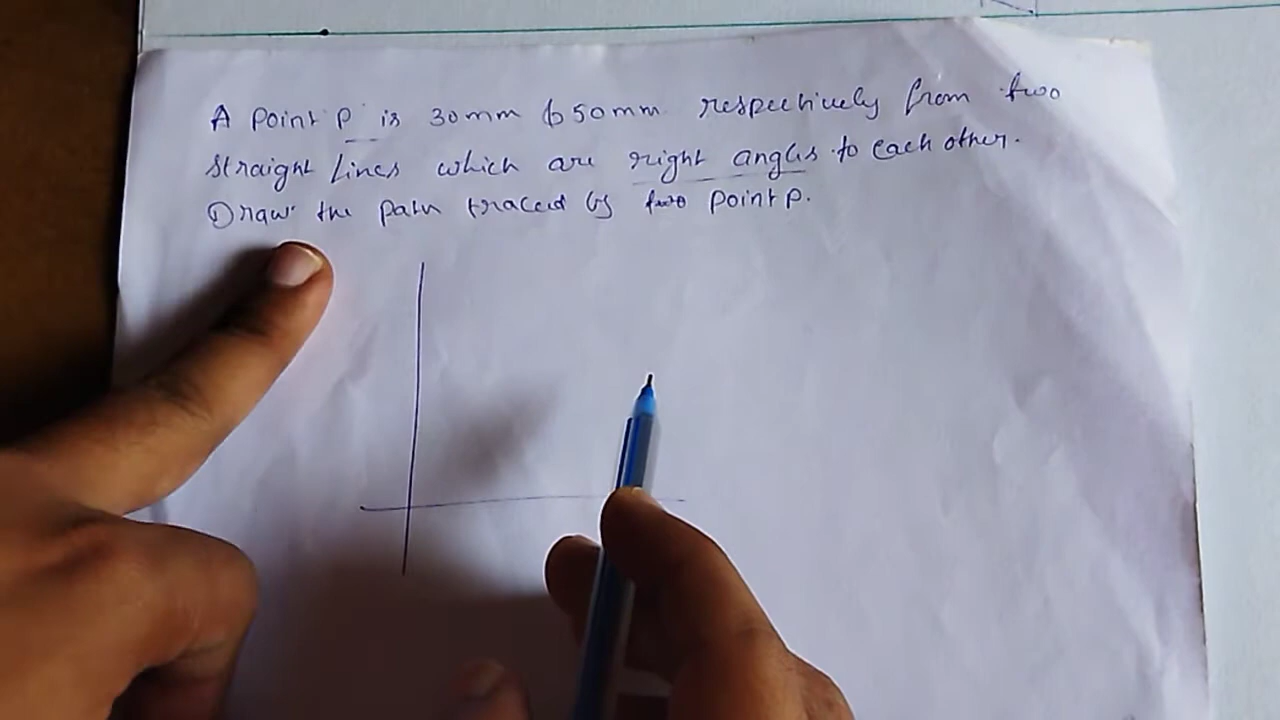 A point P is 30mm & 50mm respectively from two
straight lines which are right angles to each other.
Draw the path traced by two point P.